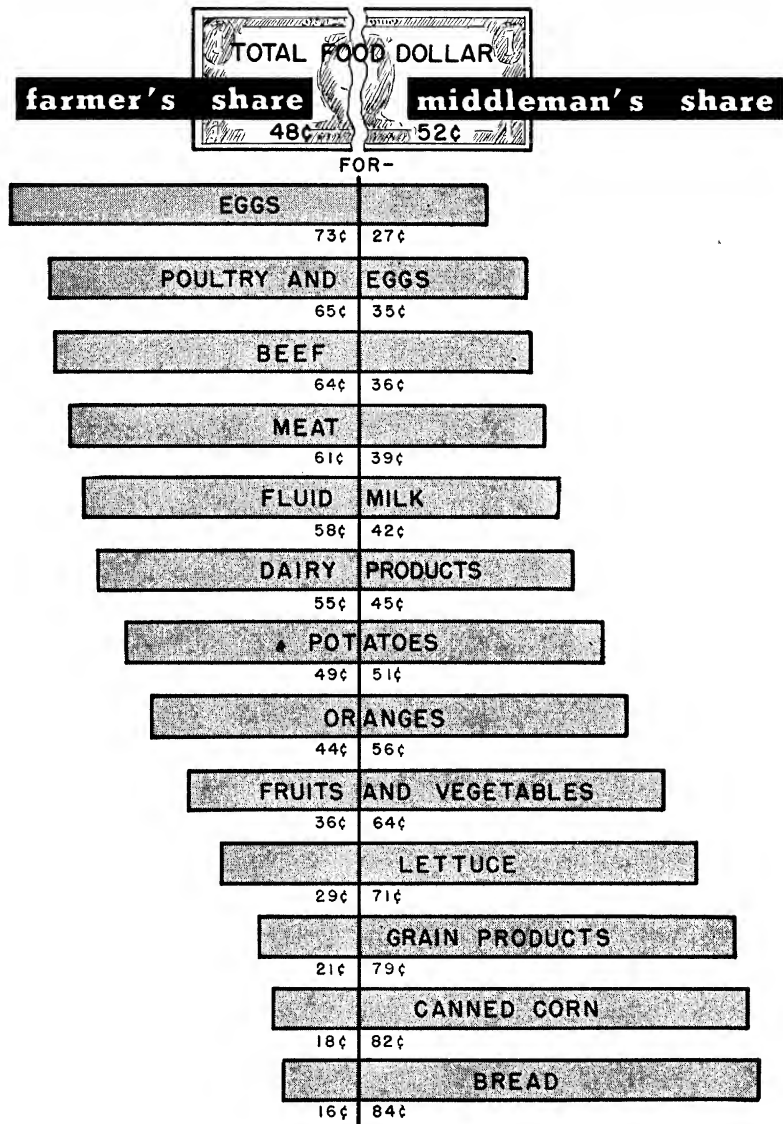 TOTAL FOOD DOLLAR
farmer's share middleman's share
48¢ 52¢
FOR-
EGGS
73¢ 27¢
POULTRY AND EGGS
65¢ 35¢
BEEF
64¢ 36¢
MEAT
61¢ 39¢
FLUID MILK
58¢ 42¢
DAIRY PRODUCTS
55¢ 45¢
POTATOES
49¢ 51¢
ORANGES
44¢ 56¢
FRUITS AND VEGETABLES
36¢ 64¢
LETTUCE
29¢ 71¢
GRAIN PRODUCTS
21¢ 79¢
CANNED CORN
18¢ 82¢
BREAD
16¢ 84¢